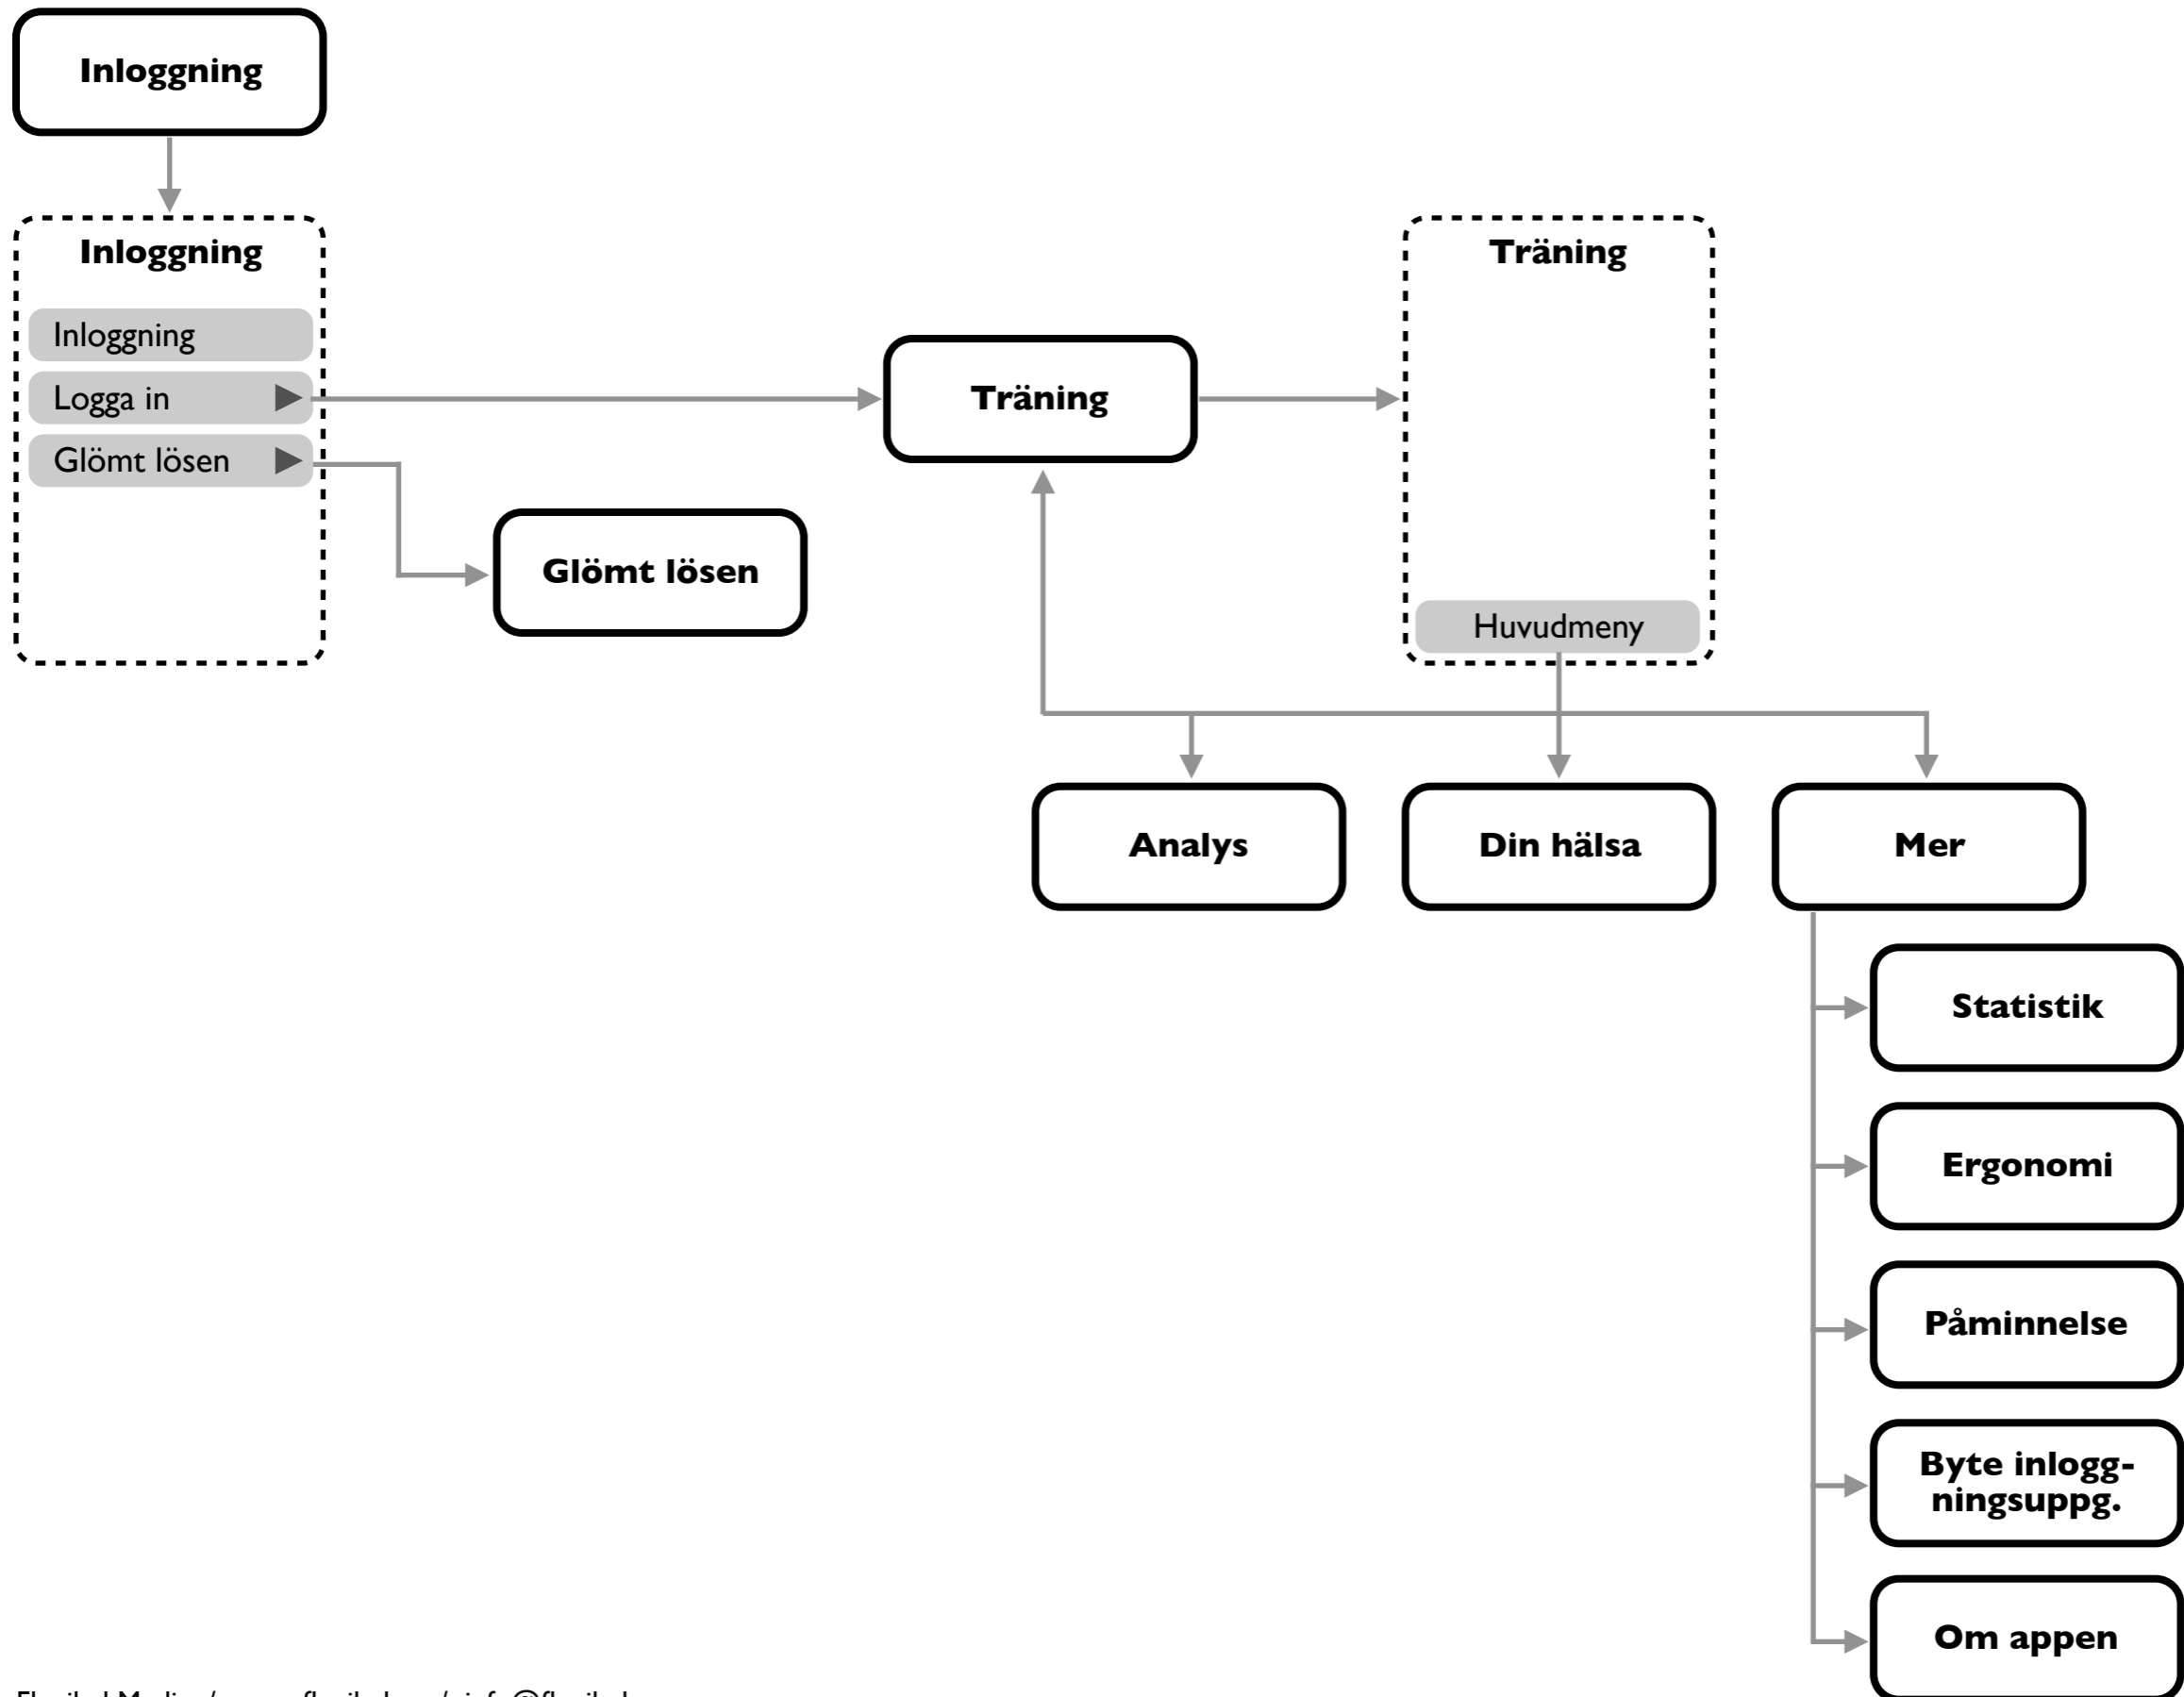 Inloggning
Inloggning
Inloggning
Logga in
Glömt lösen
Glömt lösen
Träning
Träning
Huvudmeny
Analys
Din hälsa
Mer
Statistik
Ergonomi
Påminnelse
Byte inlogg-
ningsuppg.
Om appen